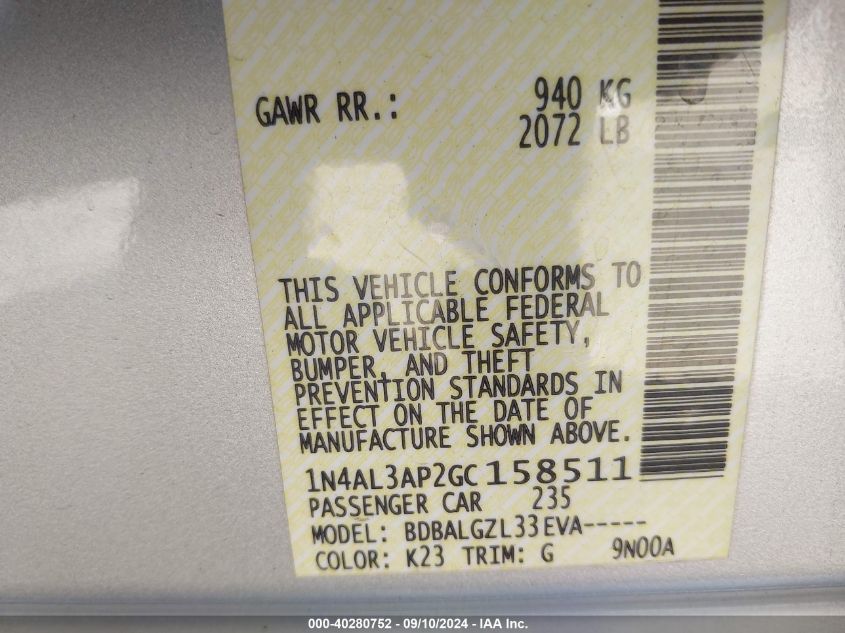 GAWR RR.: 940 KG
2072 LB
THIS VEHICLE CONFORMS TO
ALL APPLICABLE FEDERAL
MOTOR VEHICLE SAFETY,
BUMPER, AND THEFT
PREVENTION STANDARDS IN
EFFECT ON THE DATE OF
MANUFACTURE SHOWN ABOVE.
1N4AL3AP2GC158511
PASSENGER CAR 235
MODEL: BDBALGZL33EVA-----
COLOR: K23 TRIM: G 9N00A
000-40280752 - 09/10/2024 - IAA Inc.